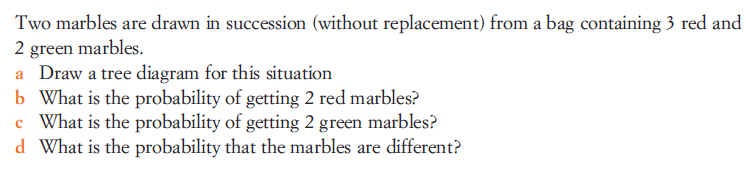 Two marbles are drawn in succession (without replacement) from a bag containing 3 red and
2 green marbles.
a Draw a tree diagram for this situation
b What is the probability of getting 2 red marbles?
c What is the probability of getting 2 green marbles?
d What is the probability that the marbles are different?